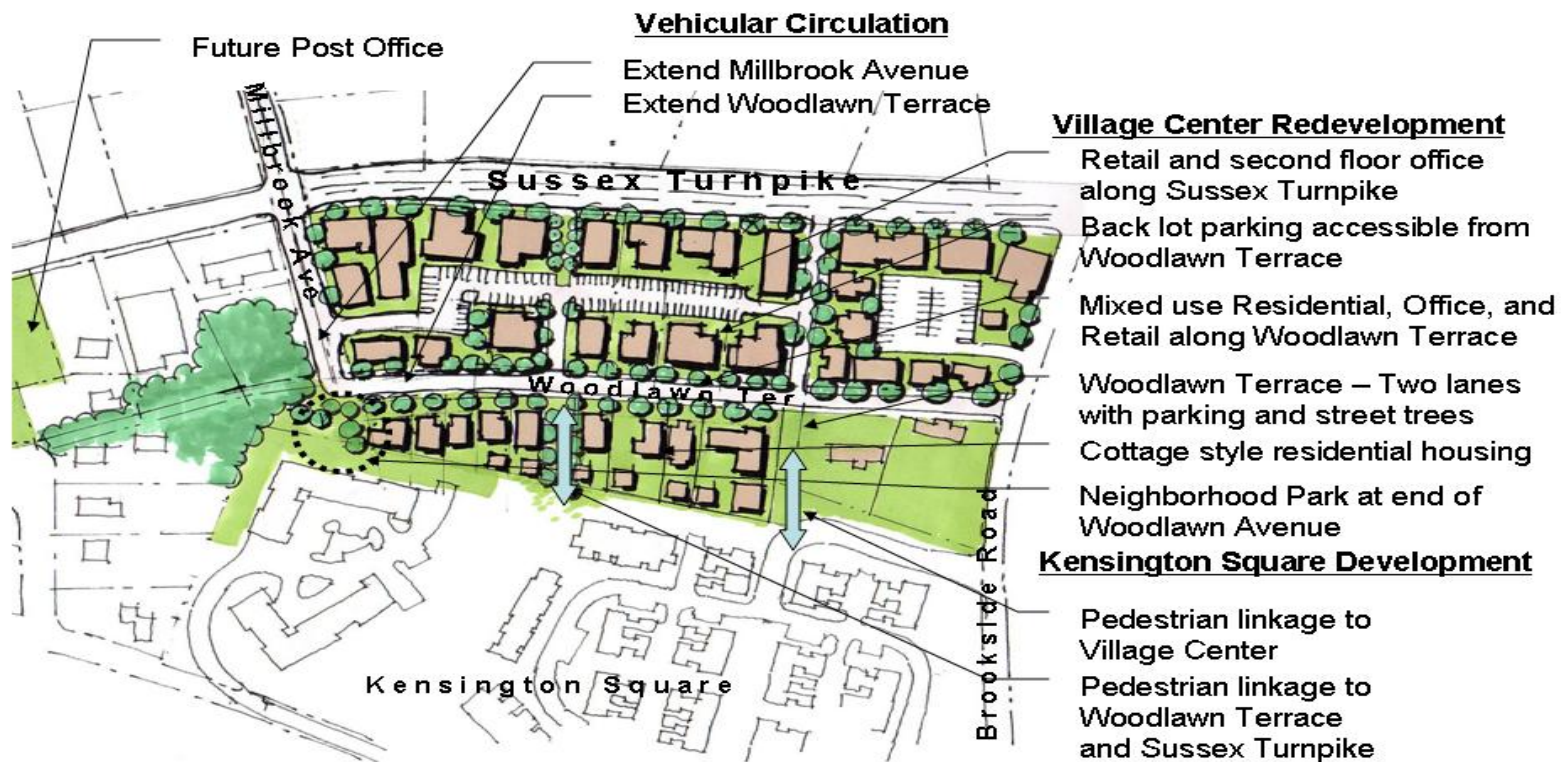 Vehicular Circulation
Future Post Office
Extend Millbrook Avenue
Extend Woodlawn Terrace
Village Center Redevelopment
Retail and second floor office
along Sussex Turnpike
Back lot parking accessible from
Woodlawn Terrace
Mixed use Residential, Office, and
Retail along Woodlawn Terrace
Woodlawn Terrace – Two lanes
with parking and street trees
Cottage style residential housing
Neighborhood Park at end of
Woodlawn Avenue
Kensington Square Development
Pedestrian linkage to
Village Center
Pedestrian linkage to
Woodlawn Terrace
and Sussex Turnpike
Millbrook Ave
Sussex Turnpike
Woodlawn Ter
Brookside Road
Kensington Square